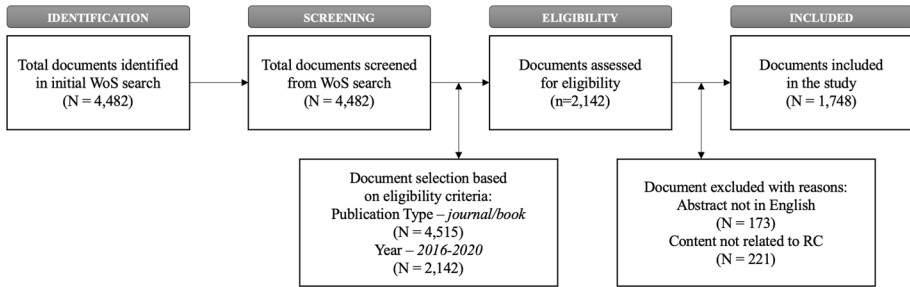 IDENTIFICATION
SCREENING
ELIGIBILITY
INCLUDED
Total documents identified
in initial WoS search
(N = 4,482)
Total documents screened
from WoS search
(N = 4,482)
Documents assessed
for eligibility
(n=2,142)
Documents included
in the study
(N = 1,748)
Document selection based
on eligibility criteria:
Publication Type – journal/book
(N = 4,515)
Year – 2016-2020
(N = 2,142)
Document excluded with reasons:
Abstract not in English
(N = 173)
Content not related to RC
(N = 221)